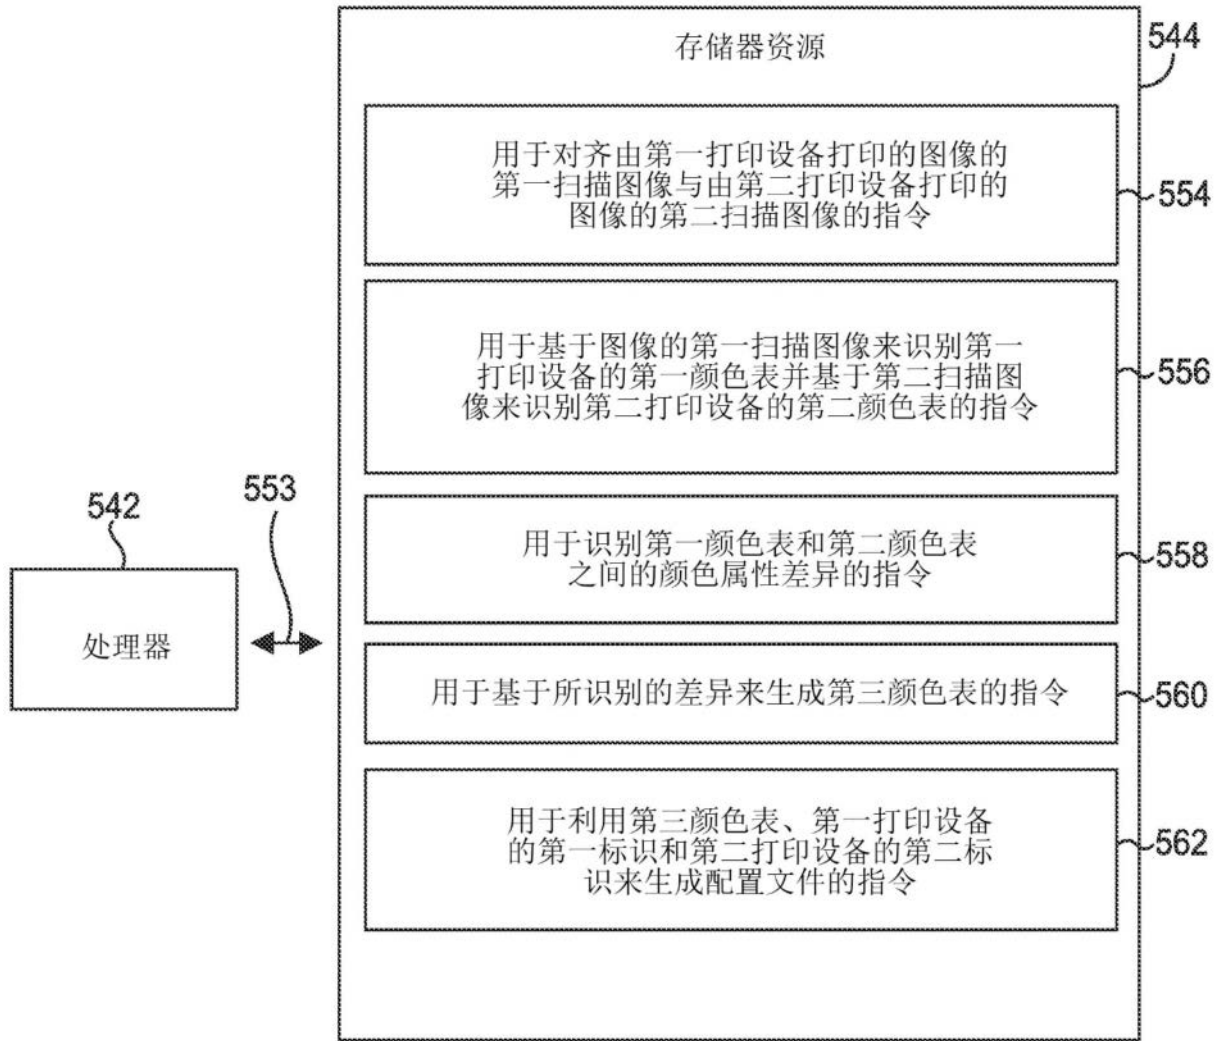 存储器资源
544
用于对齐由第一打印设备打印的图像的
第一扫描图像与由第二打印设备打印的
图像的第二扫描图像的指令
554
用于基于图像的第一扫描图像来识别第一
打印设备的第一颜色表并基于第二扫描图
像来识别第二打印设备的第二颜色表的指令
556
542
553
处理器
用于识别第一颜色表和第二颜色表
之间的颜色属性差异的指令
558
用于基于所识别的差异来生成第三颜色表的指令
560
用于利用第三颜色表、第一打印设备
的第一标识和第二打印设备的第二标
识来生成配置文件的指令
562